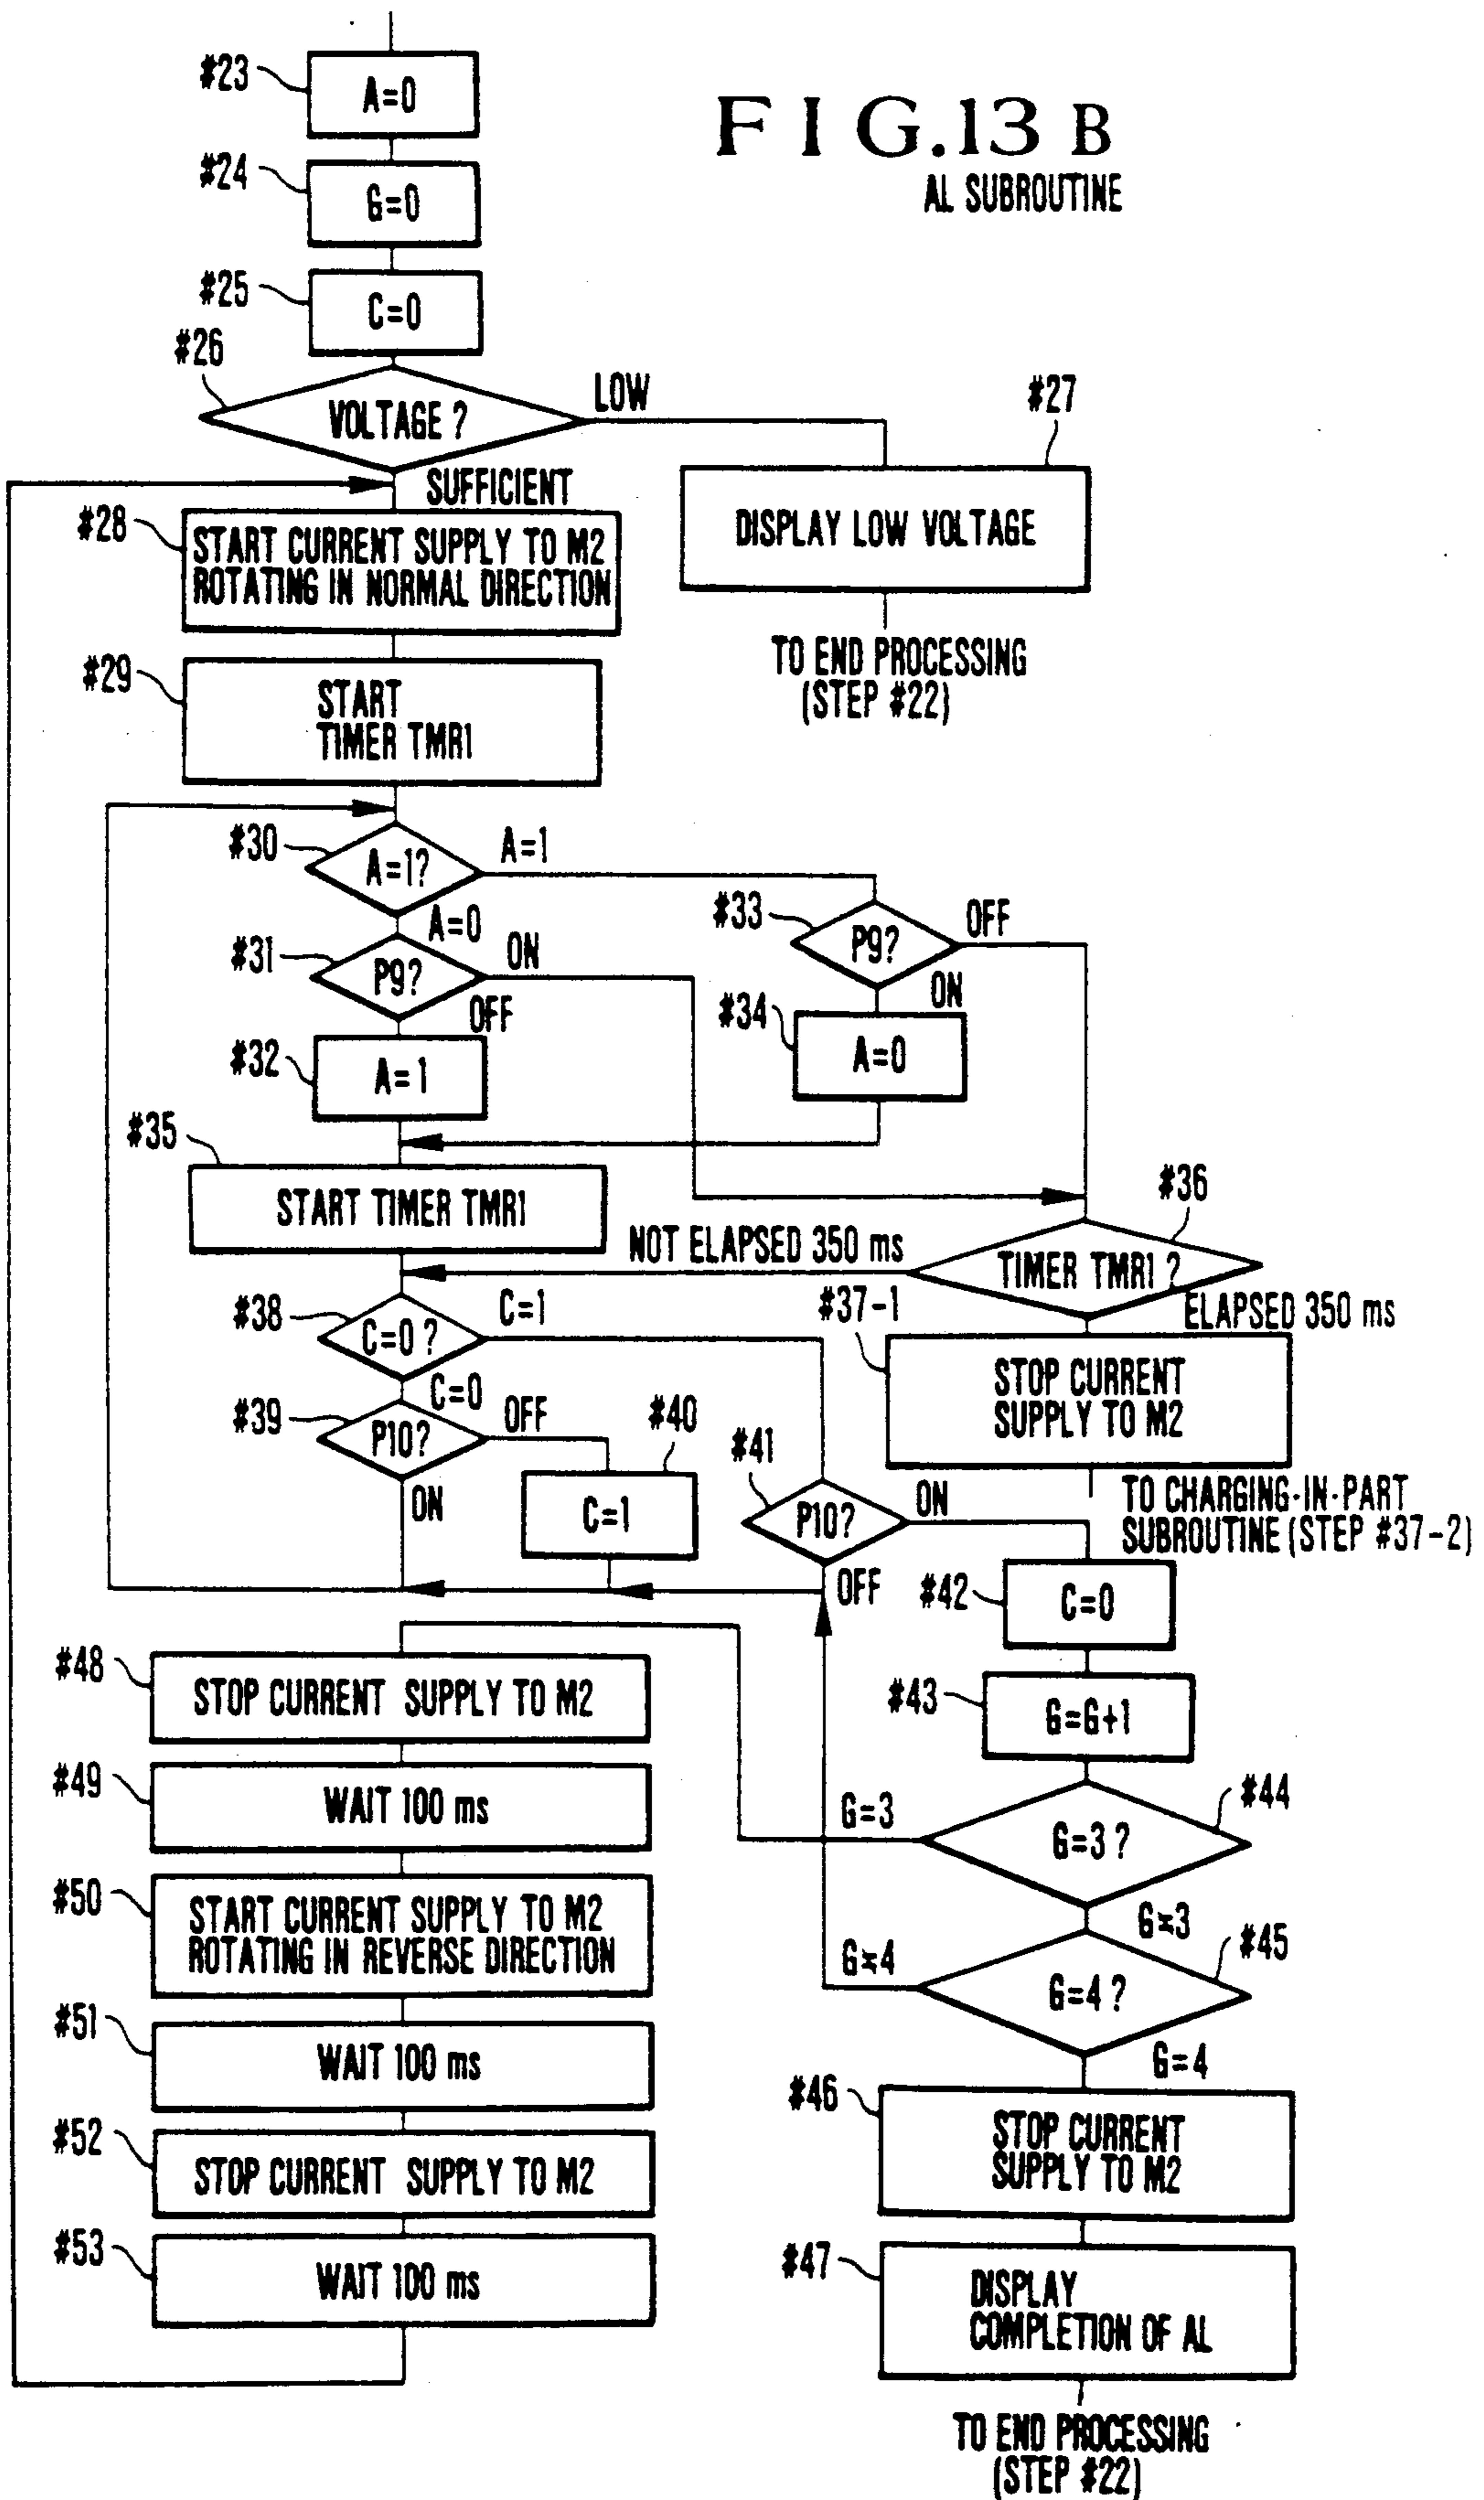 FIG.13B
AL SUBROUTINE
#23
A=0
#24
G=0
#25
C=0
#26
VOLTAGE ?
LOW
#27
DISPLAY LOW VOLTAGE
TO END PROCESSING
(STEP #22)
SUFFICIENT
#28
START CURRENT SUPPLY TO M2
ROTATING IN NORMAL DIRECTION
#29
START
TIMER TMR1
#30
A=1?
A=1
A=0
#31
P9?
ON
OFF
#32
A=1
#33
P9?
OFF
ON
#34
A=0
#35
START TIMER TMR1
#36
TIMER TMR1 ?
NOT ELAPSED 350 ms
ELAPSED 350 ms
#37-1
STOP CURRENT
SUPPLY TO M2
TO CHARGING-IN-PART
SUBROUTINE (STEP #37-2)
#38
C=0 ?
C=1
C=0
#39
P10?
OFF
ON
#40
C=1
#41
P10?
ON
OFF
#42
C=0
#43
G=G+1
#44
G=3 ?
G=3
G≠3
#45
G=4 ?
G≠4
G=4
#46
STOP CURRENT
SUPPLY TO M2
#47
DISPLAY
COMPLETION OF AL
TO END PROCESSING
(STEP #22)
#48
STOP CURRENT SUPPLY TO M2
#49
WAIT 100 ms
#50
START CURRENT SUPPLY TO M2
ROTATING IN REVERSE DIRECTION
#51
WAIT 100 ms
#52
STOP CURRENT SUPPLY TO M2
#53
WAIT 100 ms